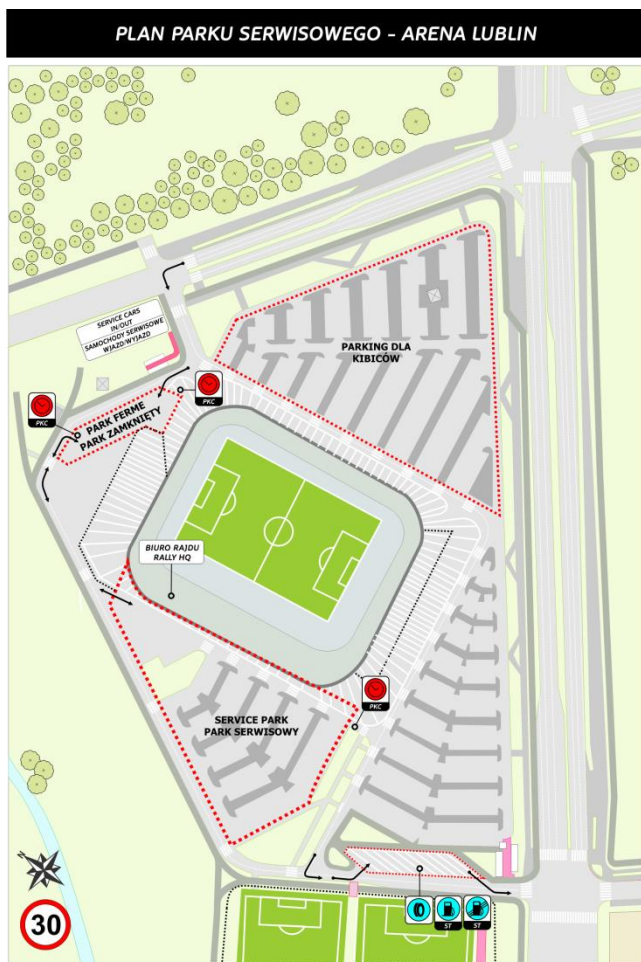 PLAN PARKU SERWISOWEGO - ARENA LUBLIN
SERVICE CARS
IN/OUT
SAMOCHODY SERWISOWE
WJAZD/WYJAZD
PARKING DLA
KIBICÓW
PKC
PKC
PARK FERME
PARK ZAMKNIĘTY
BIURO RAJDU
RALLY HQ
PKC
SERVICE PARK
PARK SERWISOWY
N
30
ST
ST